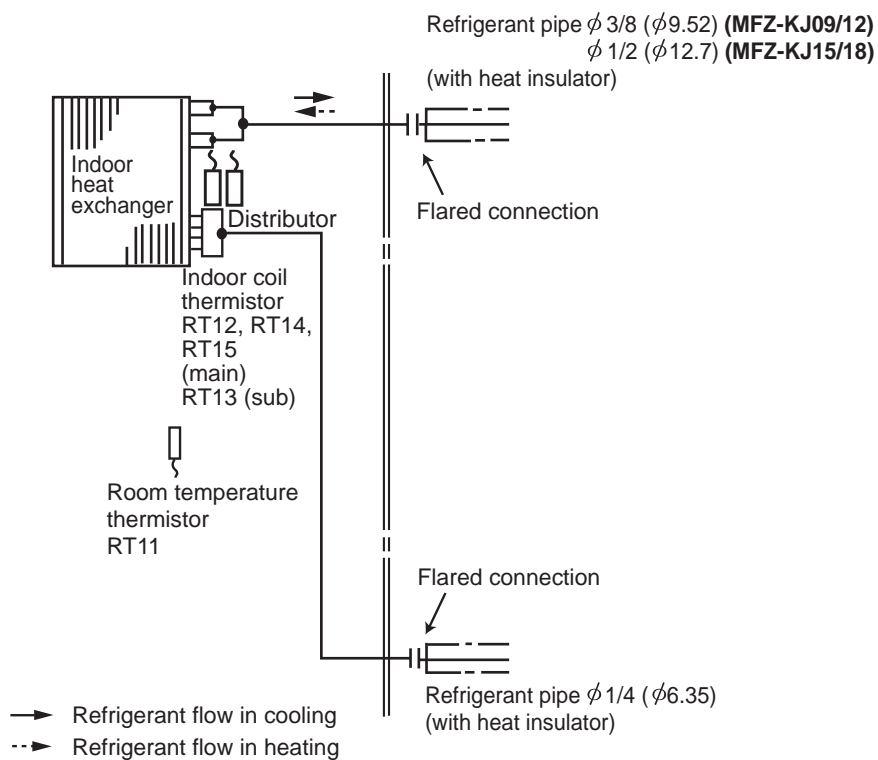 Refrigerant pipe ϕ 3/8 (ϕ9.52) (MFZ-KJ09/12)
ϕ 1/2 (ϕ12.7) (MFZ-KJ15/18)
(with heat insulator)
Indoor
heat
exchanger
Flared connection
Distributor
Indoor coil
thermistor
RT12, RT14,
RT15
(main)
RT13 (sub)
Room temperature
thermistor
RT11
Flared connection
Refrigerant pipe ϕ 1/4 (ϕ6.35)
(with heat insulator)
Refrigerant flow in cooling
Refrigerant flow in heating